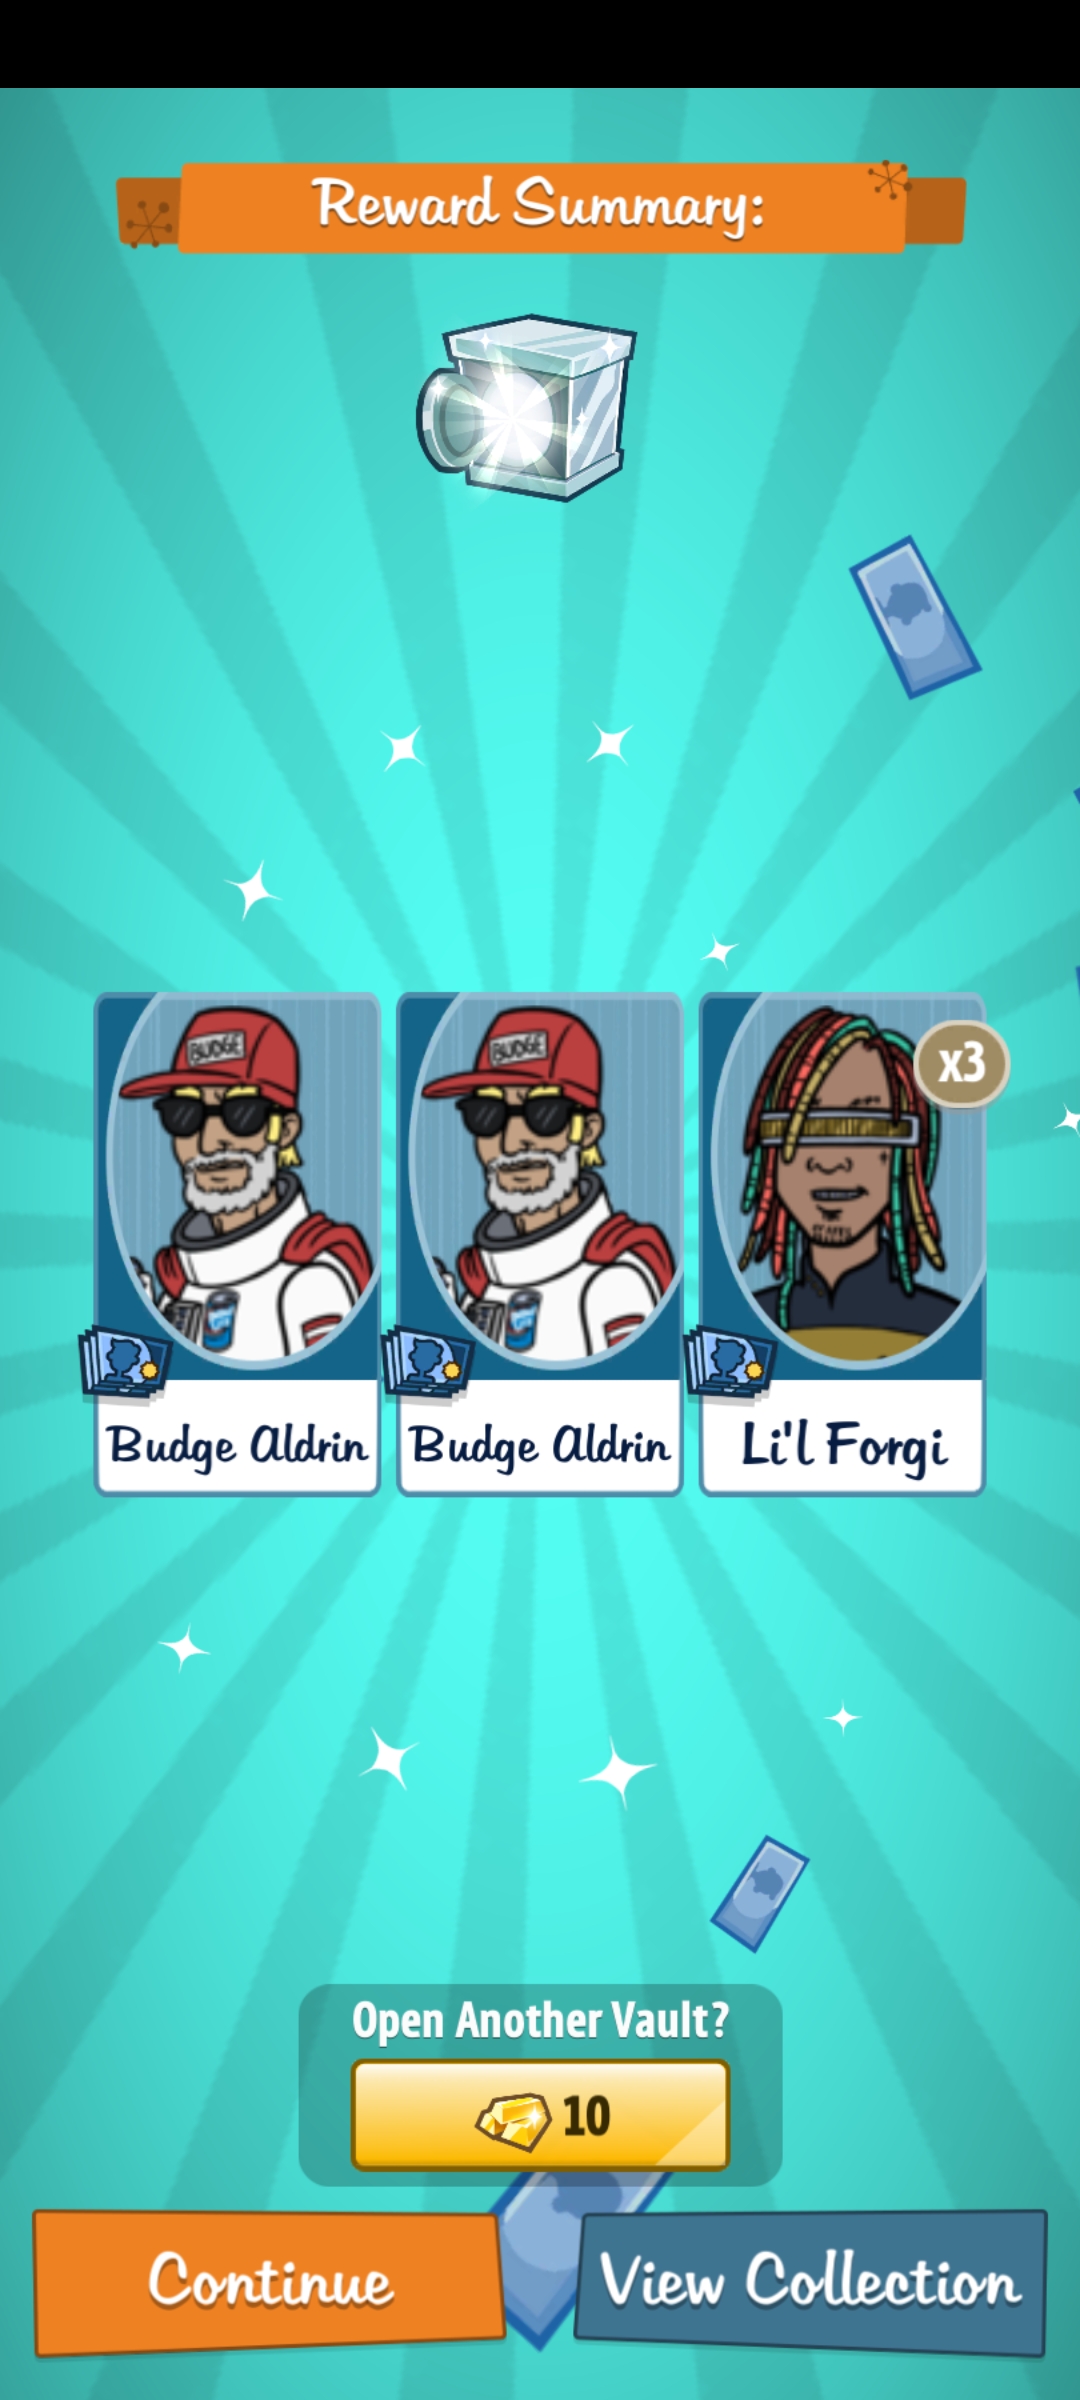 Reward Summary:
BUDGE
BUDGE
x3
Budge Aldrin
Budge Aldrin
Li'l Forgi
Open Another Vault?
10
Continue
View Collection